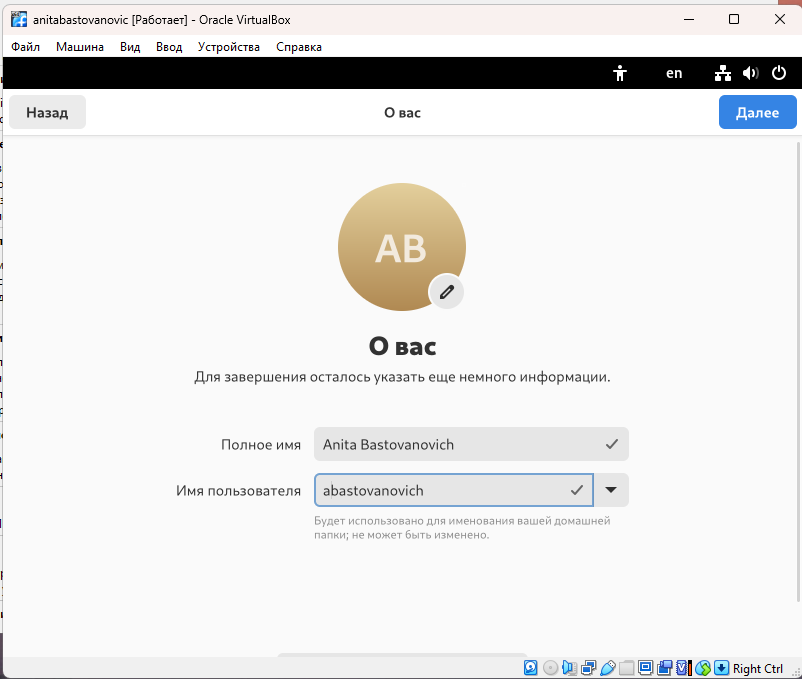 anitabastovanovic [Работает] - Oracle VirtualBox
Файл Машина Вид Ввод Устройства Справка
en
Назад О вас Далее
AB
О вас
Для завершения осталось указать еще немного информации.
Полное имя Anita Bastovanovich
Имя пользователя abastovanovich
Будет использовано для именования вашей домашней
папки; не может быть изменено.
Right Ctrl